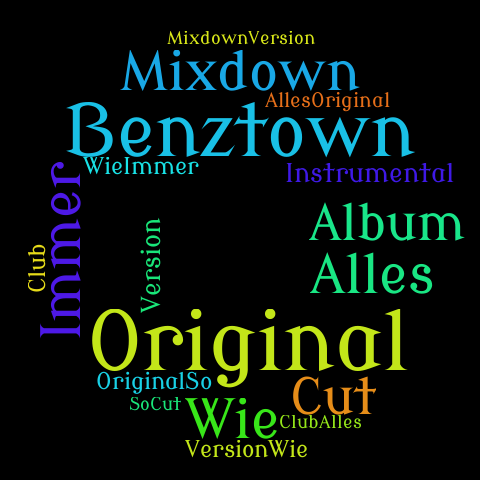 MixdownVersion
Mixdown
AllesOriginal
Benztown
WieImmer
Instrumental
Immer
Album
Version
Club
Alles
Original
OriginalSo
Cut
SoCut
Wie
ClubAlles
VersionWie